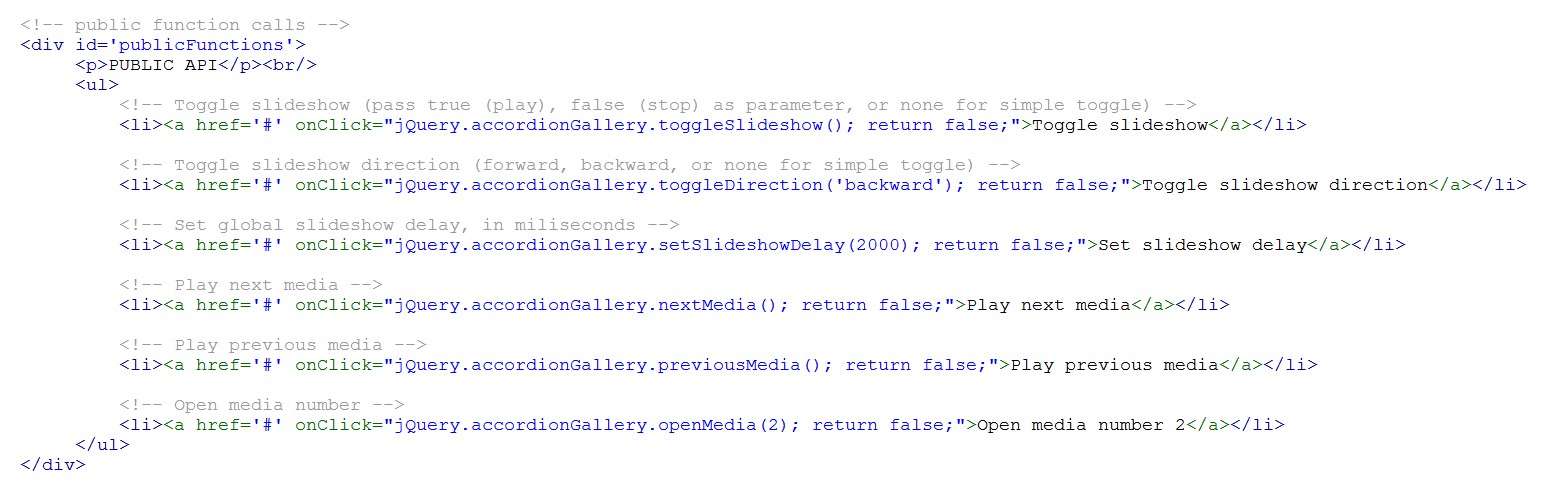 <!-- public function calls -->
<div id='publicFunctions'>
<p>PUBLIC API</p><br/>
<ul>
<!-- Toggle slideshow (pass true (play), false (stop) as parameter, or none for simple toggle) -->
<li><a href='#' onClick="jQuery.accordionGallery.toggleSlideshow(); return false;">Toggle slideshow</a></li>
<!-- Toggle slideshow direction (forward, backward, or none for simple toggle) -->
<li><a href='#' onClick="jQuery.accordionGallery.toggleDirection('backward'); return false;">Toggle slideshow direction</a></li>
<!-- Set global slideshow delay, in miliseconds -->
<li><a href='#' onClick="jQuery.accordionGallery.setSlideshowDelay(2000); return false;">Set slideshow delay</a></li>
<!-- Play next media -->
<li><a href='#' onClick="jQuery.accordionGallery.nextMedia(); return false;">Play next media</a></li>
<!-- Play previous media -->
<li><a href='#' onClick="jQuery.accordionGallery.previousMedia(); return false;">Play previous media</a></li>
<!-- Open media number -->
<li><a href='#' onClick="jQuery.accordionGallery.openMedia(2); return false;">Open media number 2</a></li>
</ul>
</div>